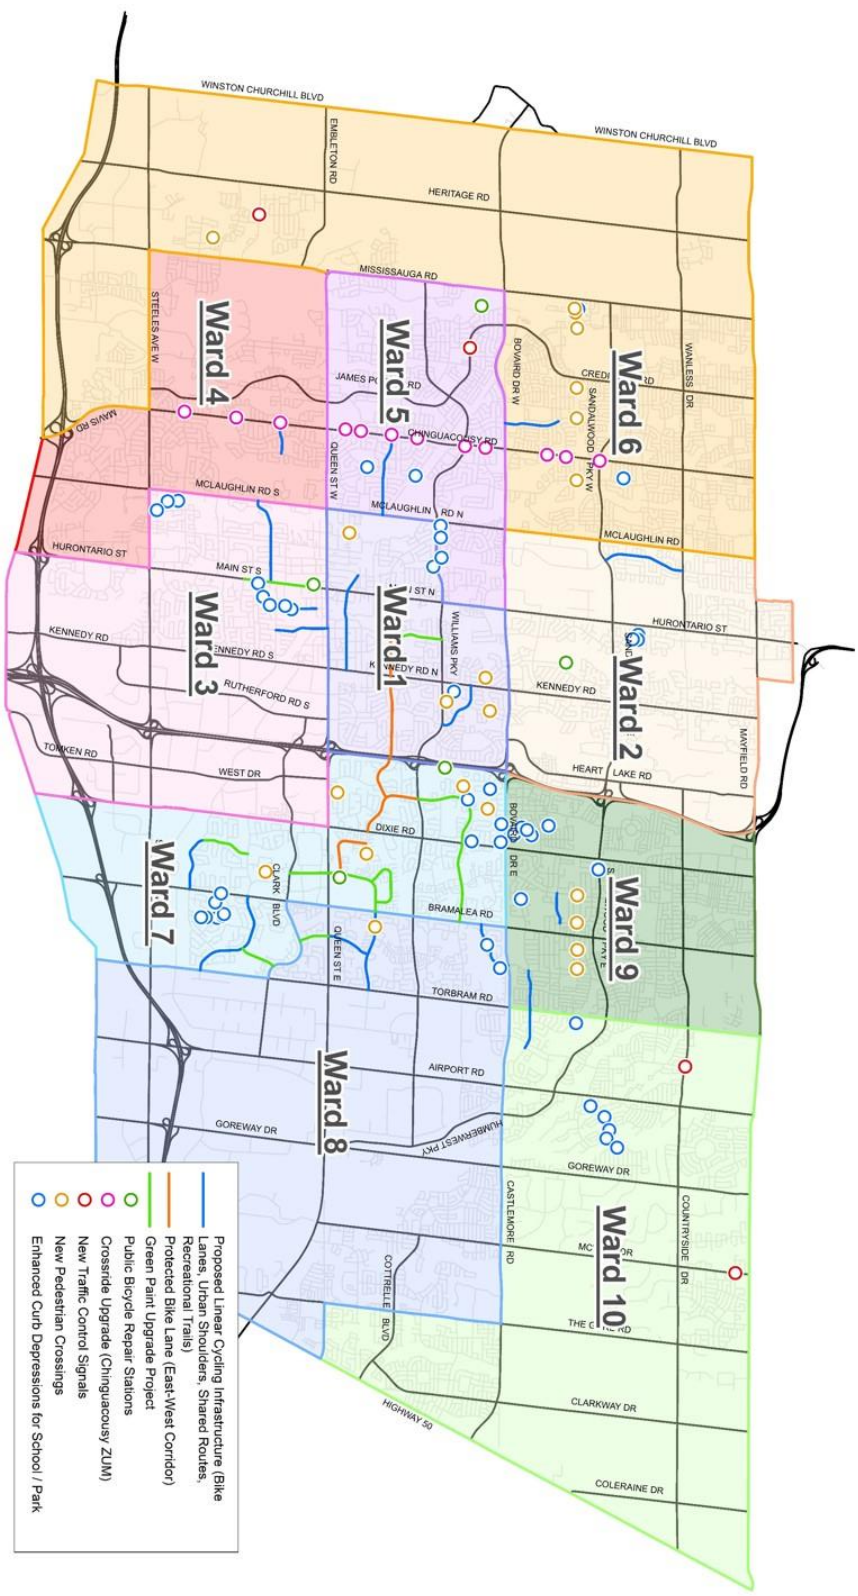 WINSTON CHURCHILL BLVD
WINSTON CHURCHILL BLVD
EMBLETON RD
HERITAGE RD
MISSISSAUGA RD
STEELES AVE W
Ward 4
Ward 5
BOVAIRD DR W
Ward 6
WANLESS DR
SANDALWOOD PKY W
CHINGUACOUSY RD
MAVIS RD
QUEEN ST W
MCLAUGHLIN RD S
MCLAUGHLIN RD N
MCLAUGHLIN RD
HURONTARIO ST
MAIN ST S
ST N
HURONTARIO ST
Ward 3
Ward 1
WILLIAMS PKY
Ward 2
KENNEDY RD
KENNEDY RD N
KENNEDY RD
RUTHERFORD RD S
MAYFIELD RD
TOMKEN RD
WEST DR
HEART LAKE RD
DIXIE RD
DR E
Ward 7
CLARK BLVD
BRAMALEA RD
Ward 9
QUEEN ST E
TORBRAM RD
Ward 8
AIRPORT RD
GOREWAY DR
HUMBERWEST PKY
GOREWAY DR
CASTLEMORE RD
COUNTRYSIDE DR
Ward 10
COTTRELLE BLVD
CLARKWAY DR
HIGHWAY 50
COLERAINE DR
Proposed Linear Cycling Infrastructure (Bike
Lanes, Urban Shoulders, Shared Routes,
Recreational Trails)
Protected Bike Lane (East-West Corridor)
Green Paint Upgrade Project
Public Bicycle Repair Stations
Crossride Upgrade (Chinguacousy ZUM)
New Traffic Control Signals
New Pedestrian Crossings
Enhanced Curb Depressions for School / Park